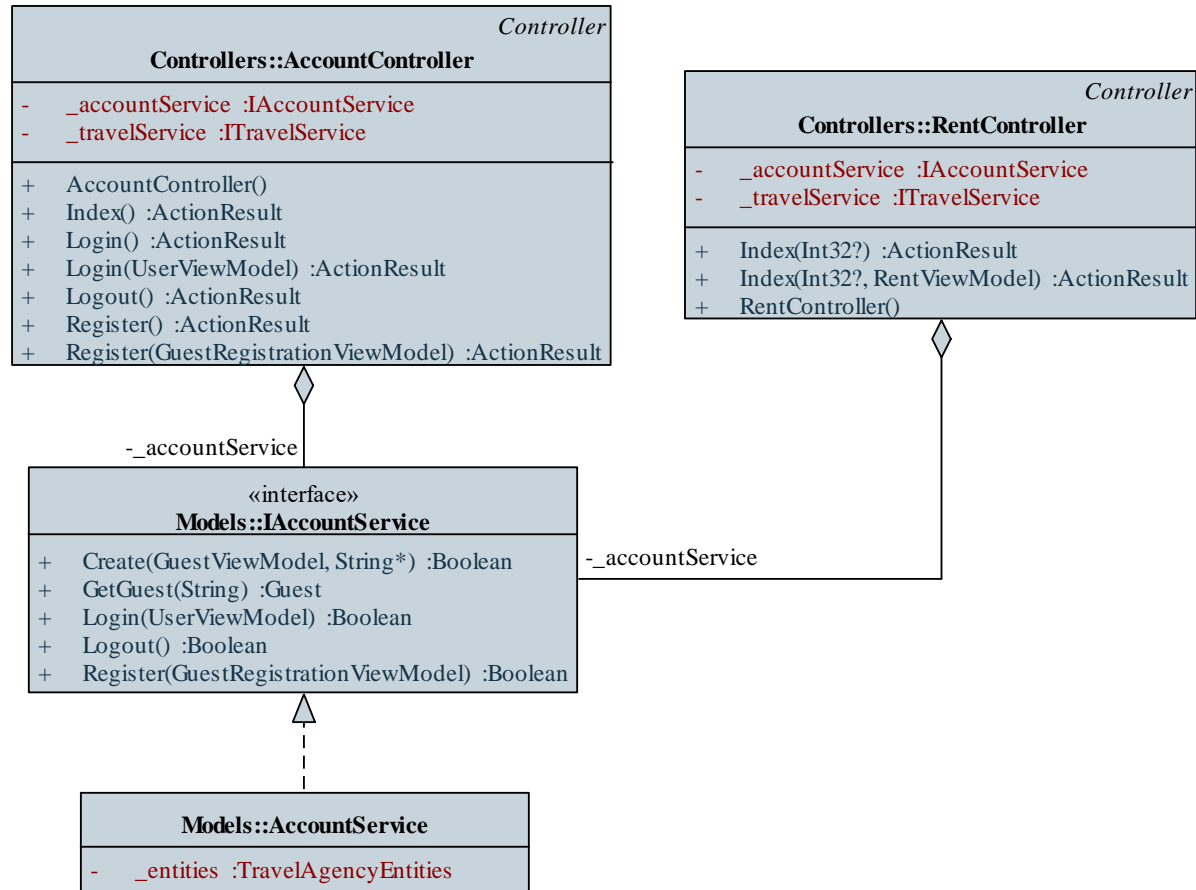 Controller
Controllers::AccountController
- _accountService :IAccountService
- _travelService :ITravelService
+ AccountController()
+ Index() :ActionResult
+ Login() :ActionResult
+ Login(UserViewModel) :ActionResult
+ Logout() :ActionResult
+ Register() :ActionResult
+ Register(GuestRegistrationViewModel) :ActionResult
Controller
Controllers::RentController
- _accountService :IAccountService
- _travelService :ITravelService
+ Index(Int32?) :ActionResult
+ Index(Int32?, RentViewModel) :ActionResult
+ RentController()
-_accountService
«interface»
Models::IAccountService
+ Create(GuestViewModel, String*) :Boolean
+ GetGuest(String) :Guest
+ Login(UserViewModel) :Boolean
+ Logout() :Boolean
+ Register(GuestRegistrationViewModel) :Boolean
-_accountService
Models::AccountService
- _entities :TravelAgencyEntities